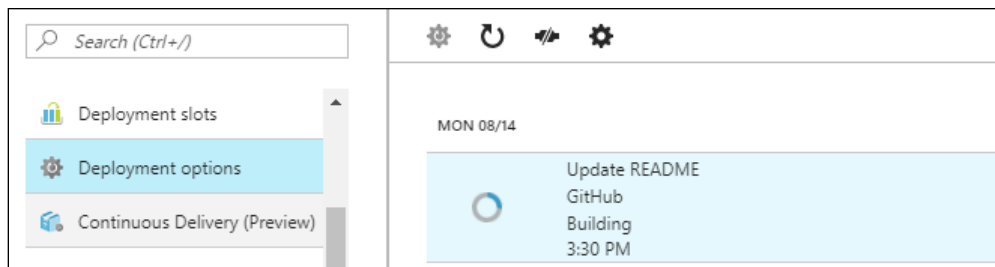 Search (Ctrl+/)
Deployment slots
Deployment options
Continuous Delivery (Preview)
MON 08/14
Update README
GitHub
Building
3:30 PM